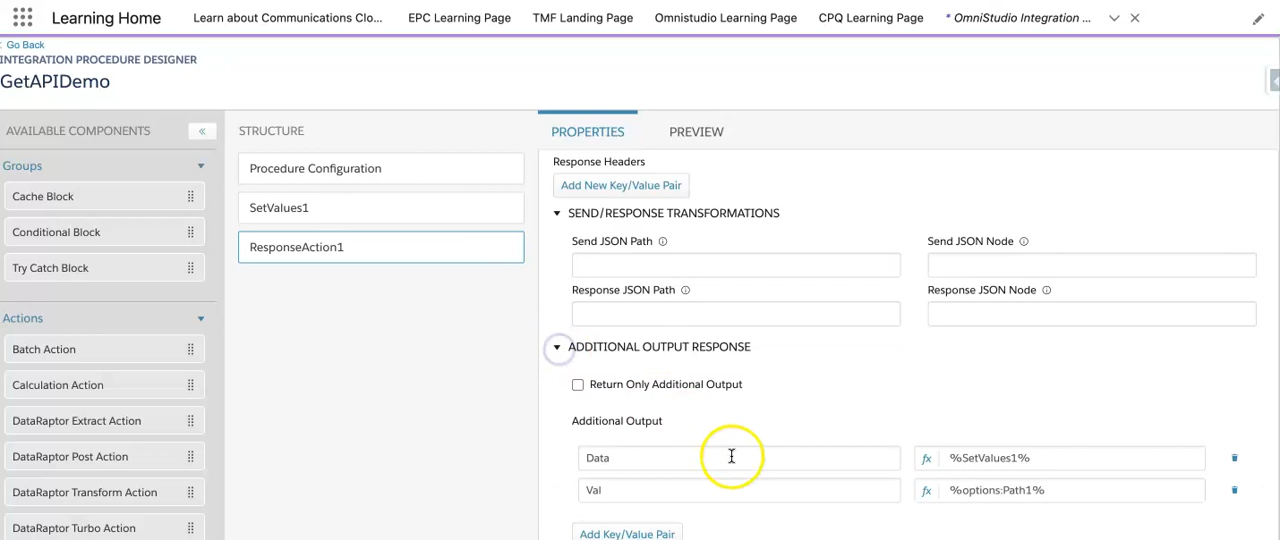 Learning Home
Learn about Communications Clo...
EPC Learning Page
TMF Landing Page
Omnistudio Learning Page
CPQ Learning Page
* OmniStudio Integration ...
Go Back
INTEGRATION PROCEDURE DESIGNER
GetAPIDemo
AVAILABLE COMPONENTS
Groups
Cache Block
Conditional Block
Try Catch Block
Actions
Batch Action
Calculation Action
DataRaptor Extract Action
DataRaptor Post Action
DataRaptor Transform Action
DataRaptor Turbo Action
STRUCTURE
Procedure Configuration
SetValues1
ResponseAction1
PROPERTIES
PREVIEW
Response Headers
Add New Key/Value Pair
SEND/RESPONSE TRANSFORMATIONS
Send JSON Path
Send JSON Node
Response JSON Path
Response JSON Node
ADDITIONAL OUTPUT RESPONSE
Return Only Additional Output
Additional Output
Data
fx %SetValues1%
Val
fx %options:Path1%
Add Key/Value Pair